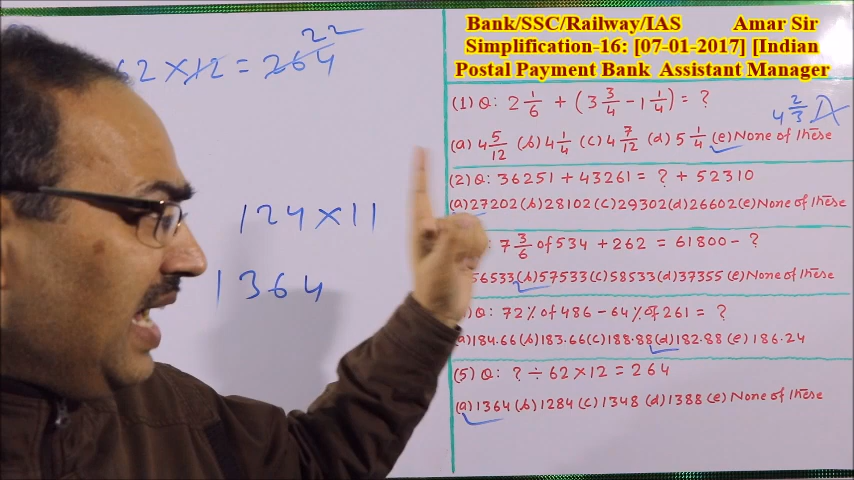 Bank/SSC/Railway/IAS Amar Sir
Simplification-16: [07-01-2017] [Indian
Postal Payment Bank Assistant Manager
22
62 × 12 = 264
124 × 11
1364
(1) Q: 2 1/6 + (3 3/4 - 1 1/4) = ?
4 2/3
(a) 4 5/12 (b) 4 1/4 (c) 4 7/12 (d) 5 1/4 (e) None of these
(2) Q: 36251 + 43261 = ? + 52310
(a) 27202 (b) 28102 (c) 29302 (d) 26602 (e) None of these
Q: 7 3/6 of 534 + 262 = 61800 - ?
56533 (b) 57533 (c) 58533 (d) 37355 (e) None of these
) Q: 72% of 486 - 64% of 261 = ?
a) 184.66 (b) 183.66 (c) 188.88 (d) 182.88 (e) 186.24
(5) Q: ? ÷ 62 × 12 = 264
(a) 1364 (b) 1284 (c) 1348 (d) 1388 (e) None of these